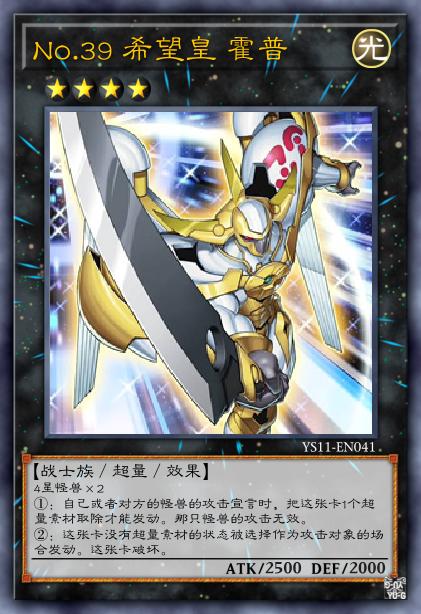 No.39 希望皇 霍普
光
YS11-EN041
【战士族／超量／效果】
4星怪兽×2
①：自己或者对方的怪兽的攻击宣言时，把这张卡1个超
量素材取除才能发动。那只怪兽的攻击无效。
②：这张卡没有超量素材的状态被选择作为攻击对象的场
合发动。这张卡破坏。
ATK/2500 DEF/2000